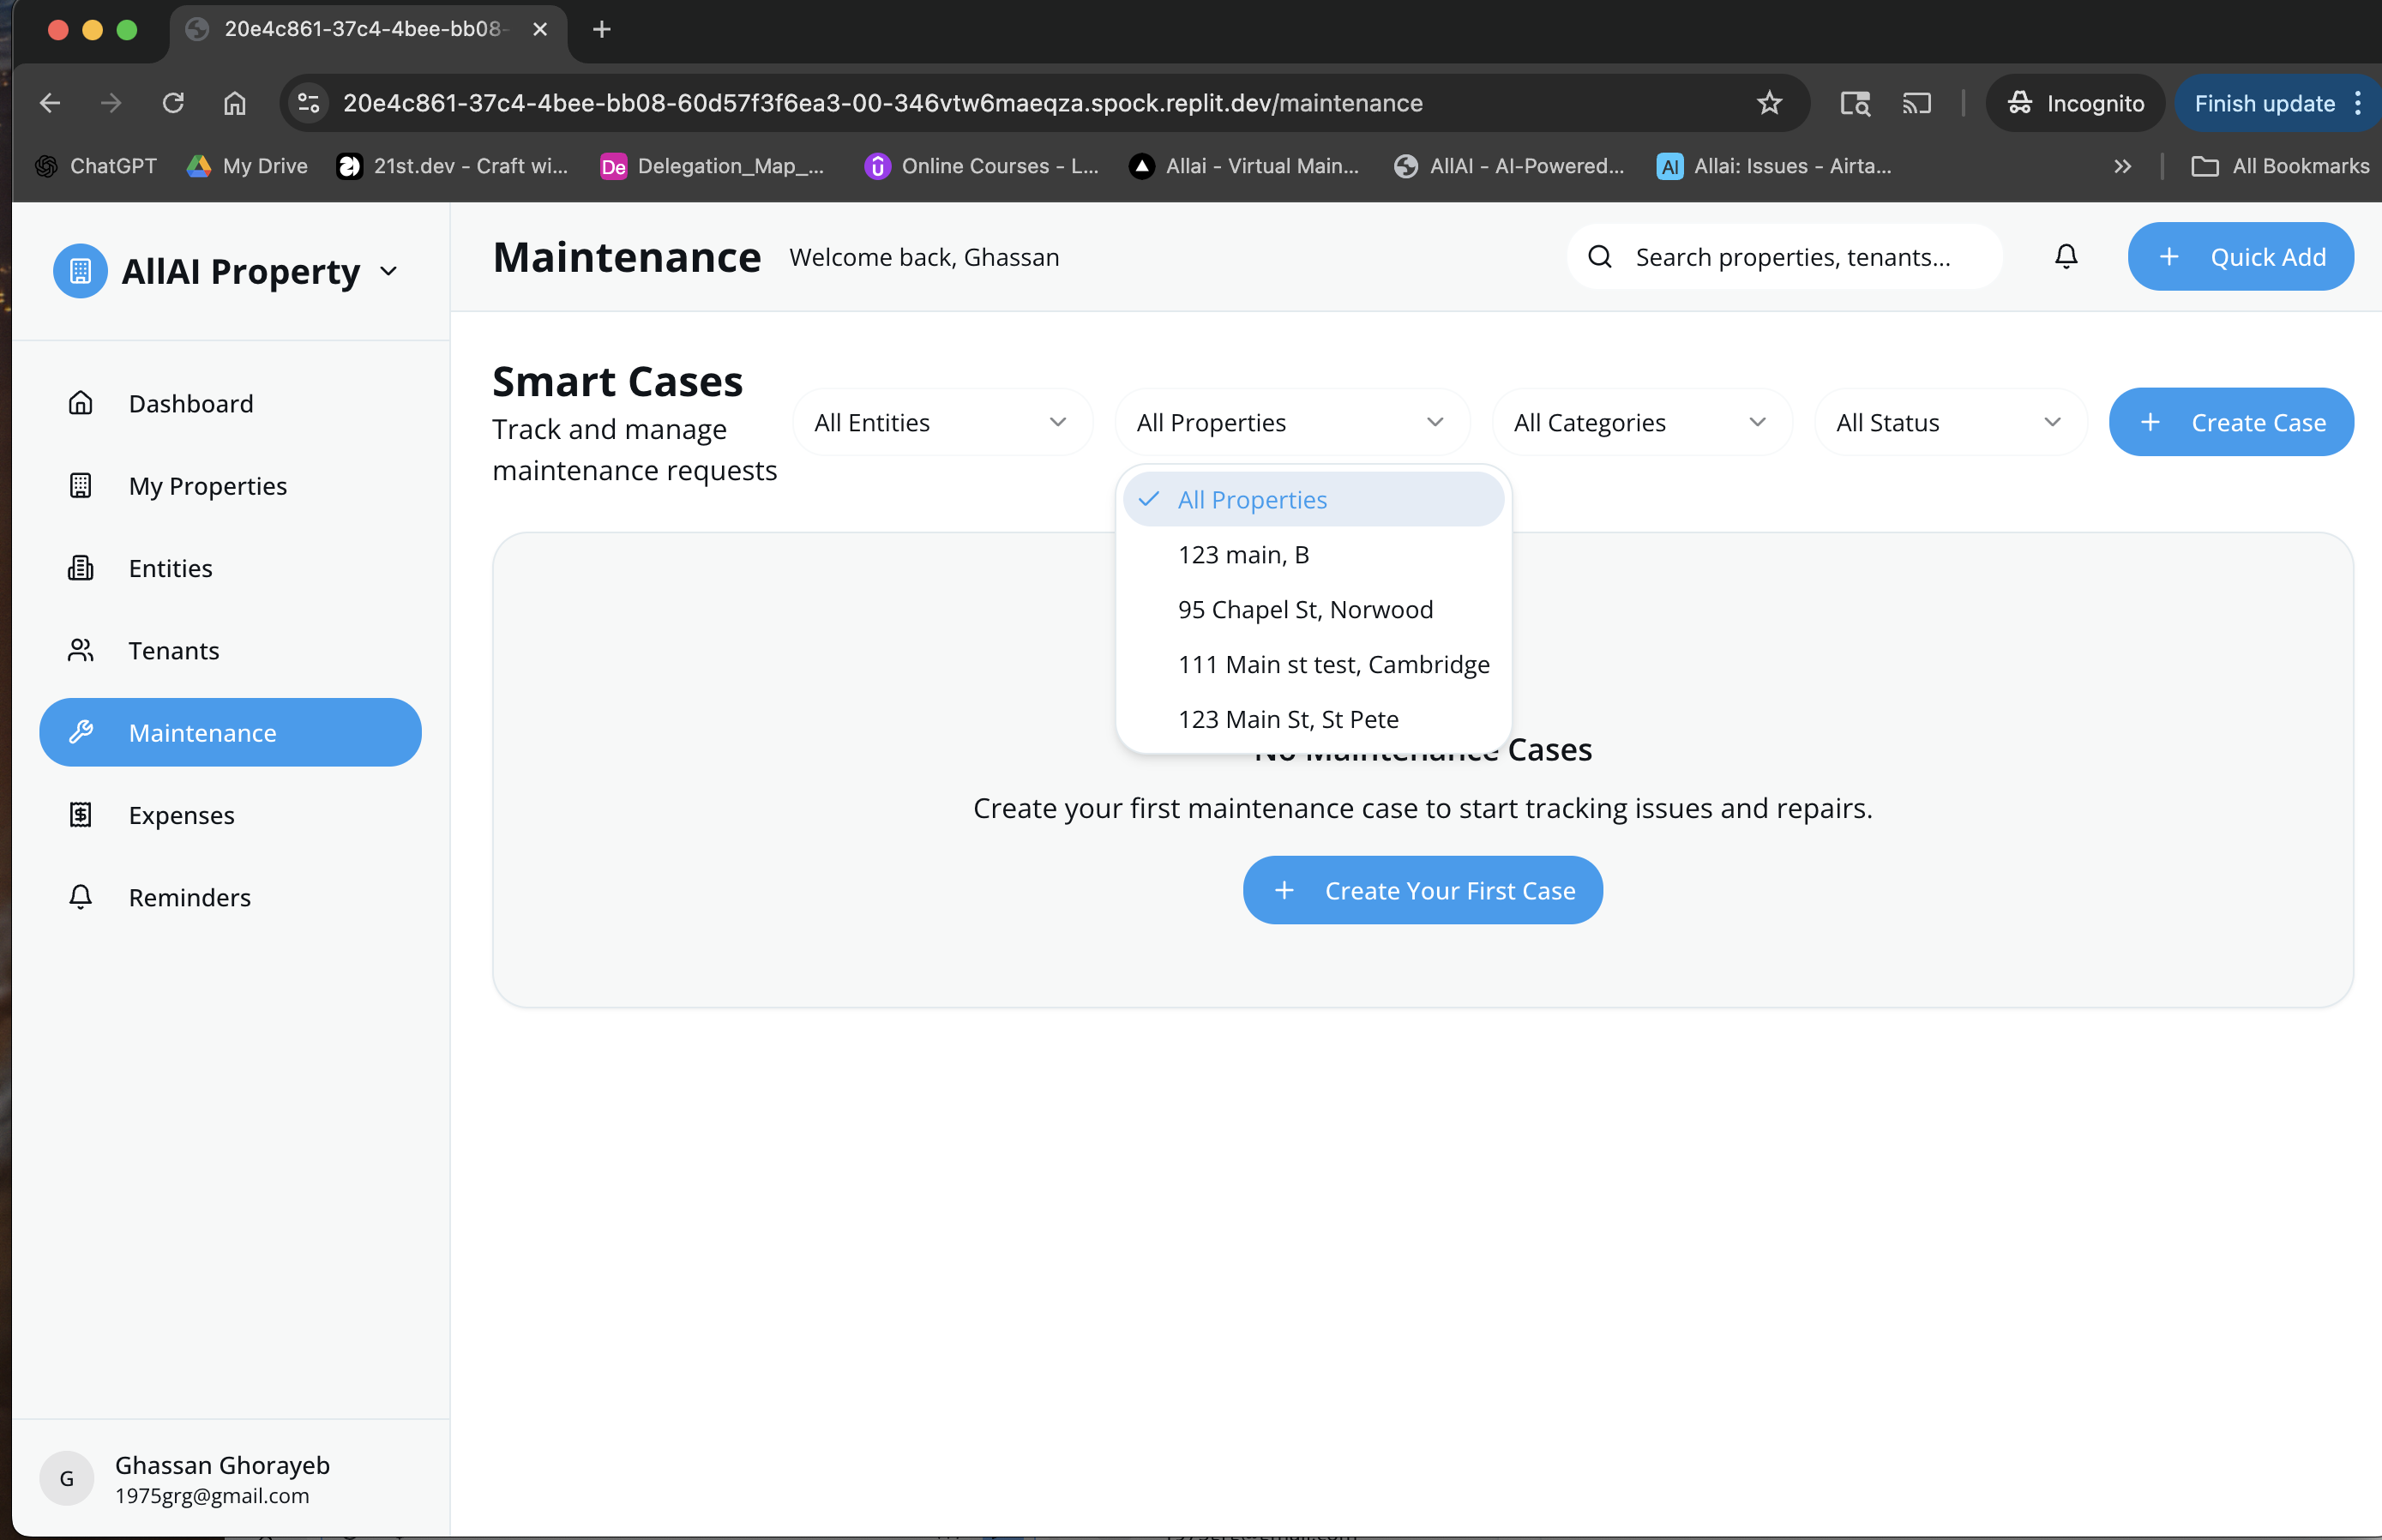 20e4c861-37c4-4bee-bb08-
20e4c861-37c4-4bee-bb08-60d57f3f6ea3-00-346vtw6maeqza.spock.replit.dev/maintenance
Incognito
Finish update
ChatGPT
My Drive
21st.dev - Craft wi...
De
Delegation_Map_...
Online Courses - L...
Allai - Virtual Main...
AllAI - AI-Powered...
AI
Allai: Issues - Airta...
All Bookmarks
AllAI Property
Maintenance
Welcome back, Ghassan
Search properties, tenants...
Quick Add
Dashboard
My Properties
Entities
Tenants
Maintenance
Expenses
Reminders
Smart Cases
Track and manage
maintenance requests
All Entities
All Properties
All Categories
All Status
Create Case
All Properties
123 main, B
95 Chapel St, Norwood
111 Main st test, Cambridge
123 Main St, St Pete
No Maintenance Cases
Create your first maintenance case to start tracking issues and repairs.
Create Your First Case
G
Ghassan Ghorayeb
1975grg@gmail.com